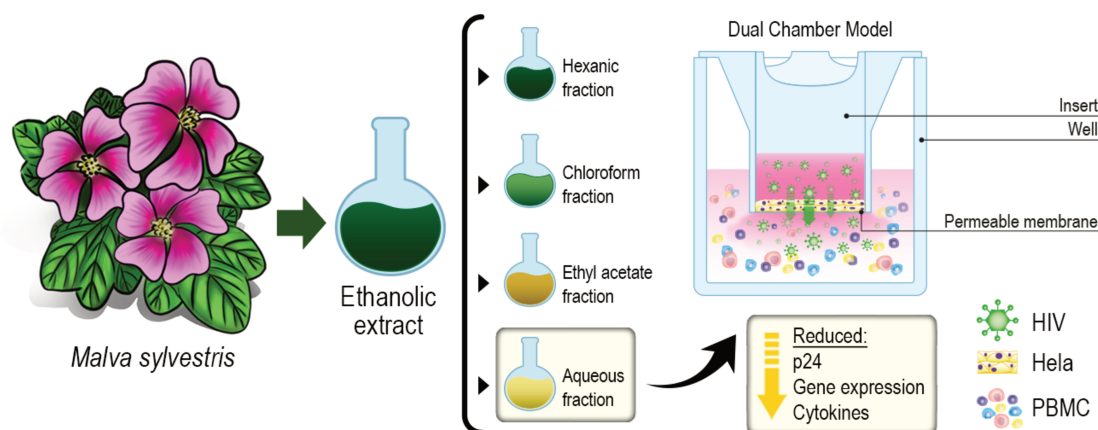 Malva sylvestris
Ethanolic
extract
Hexanic
fraction
Chloroform
fraction
Ethyl acetate
fraction
Aqueous
fraction
Dual Chamber Model
Insert
Well
Permeable membrane
Reduced:
p24
Gene expression
Cytokines
HIV
Hela
PBMC